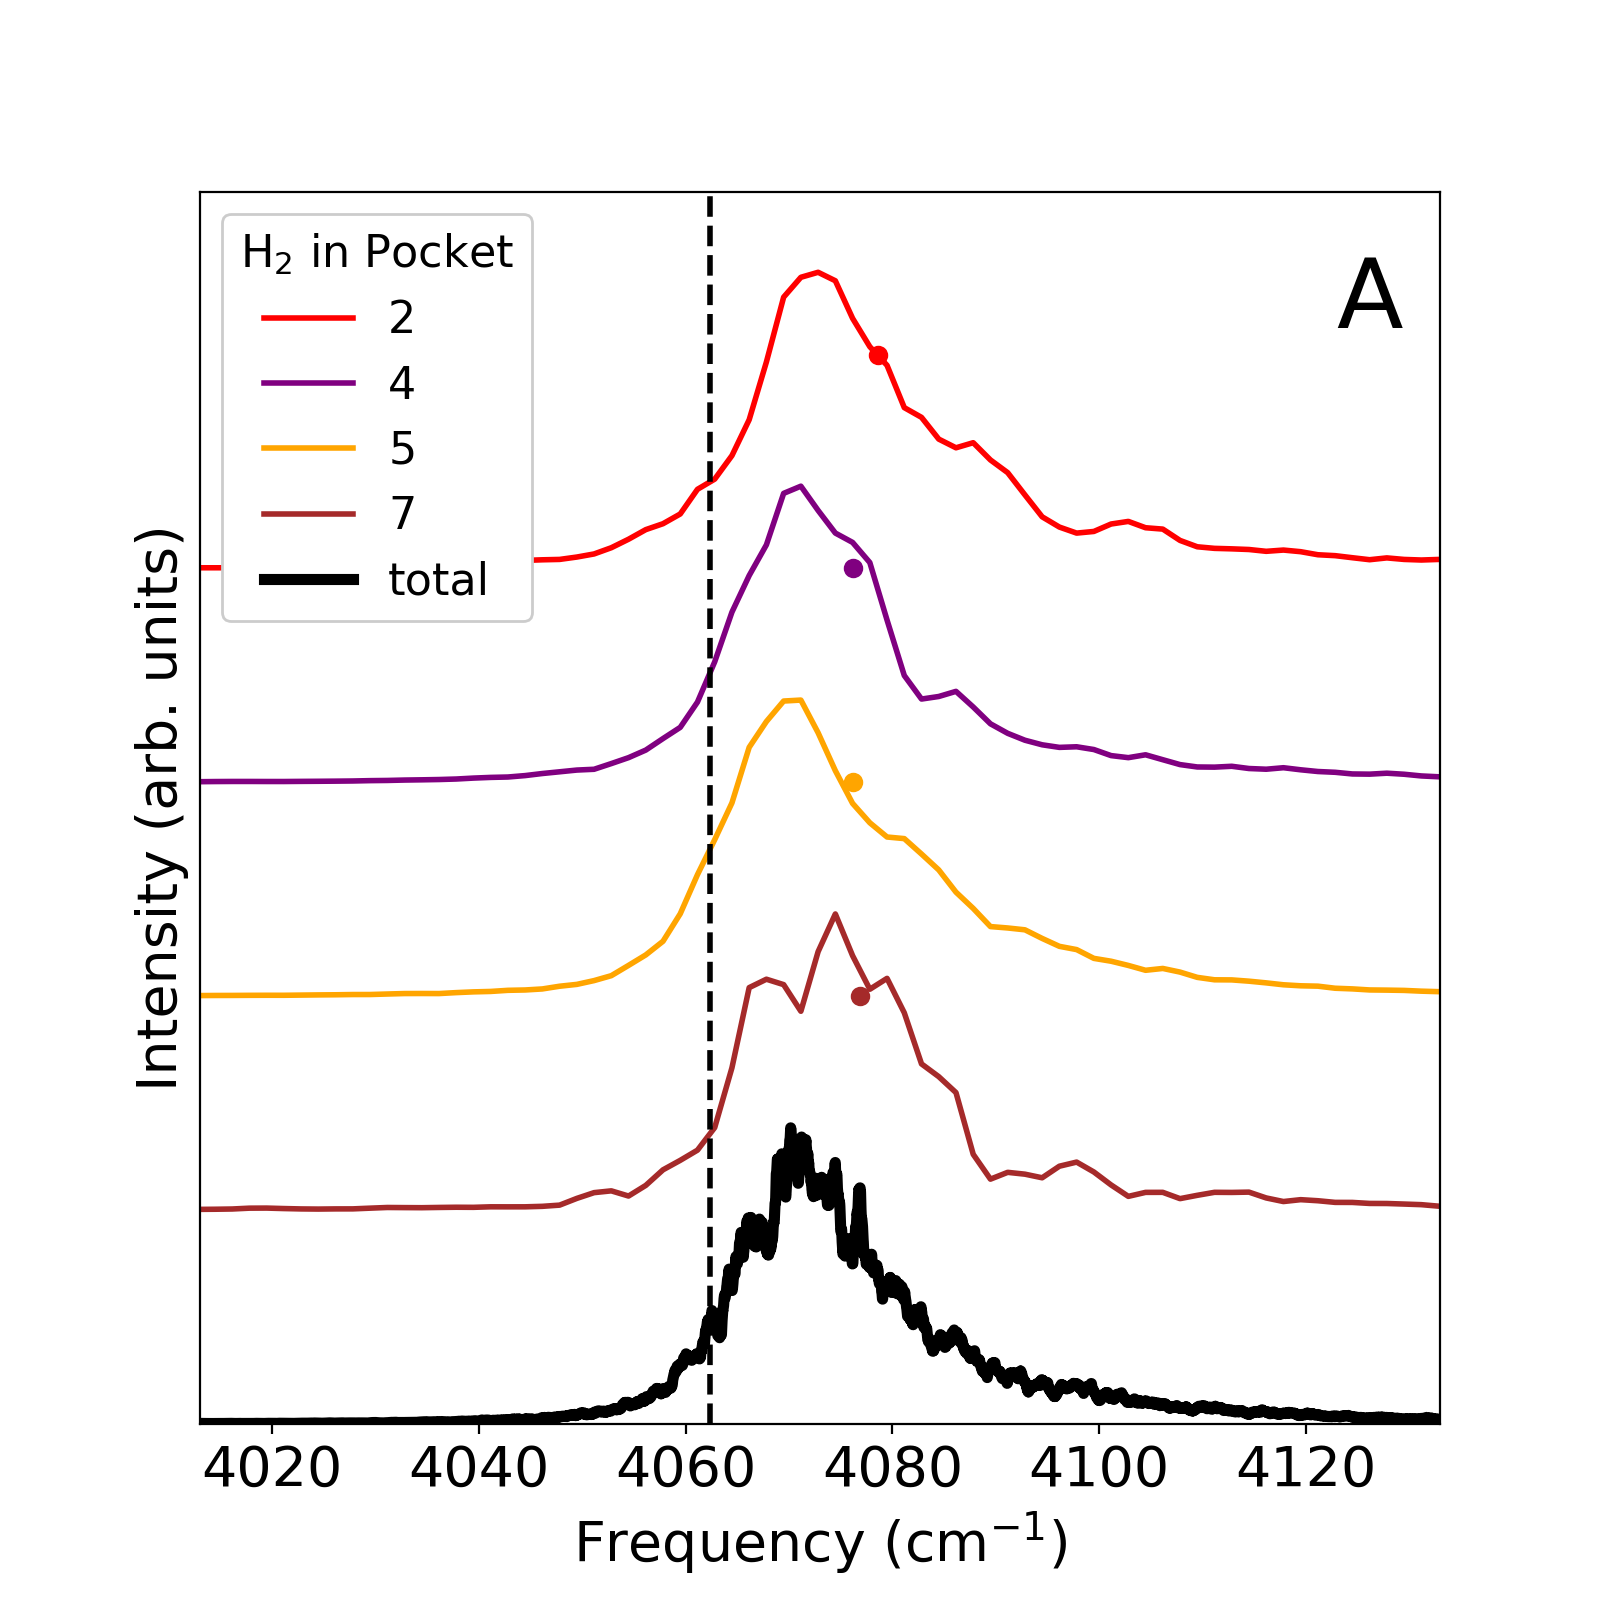 H₂ in Pocket
2
4
5
7
total
A
Intensity (arb. units)
4020 4040 4060 4080 4100 4120
Frequency (cm⁻¹)